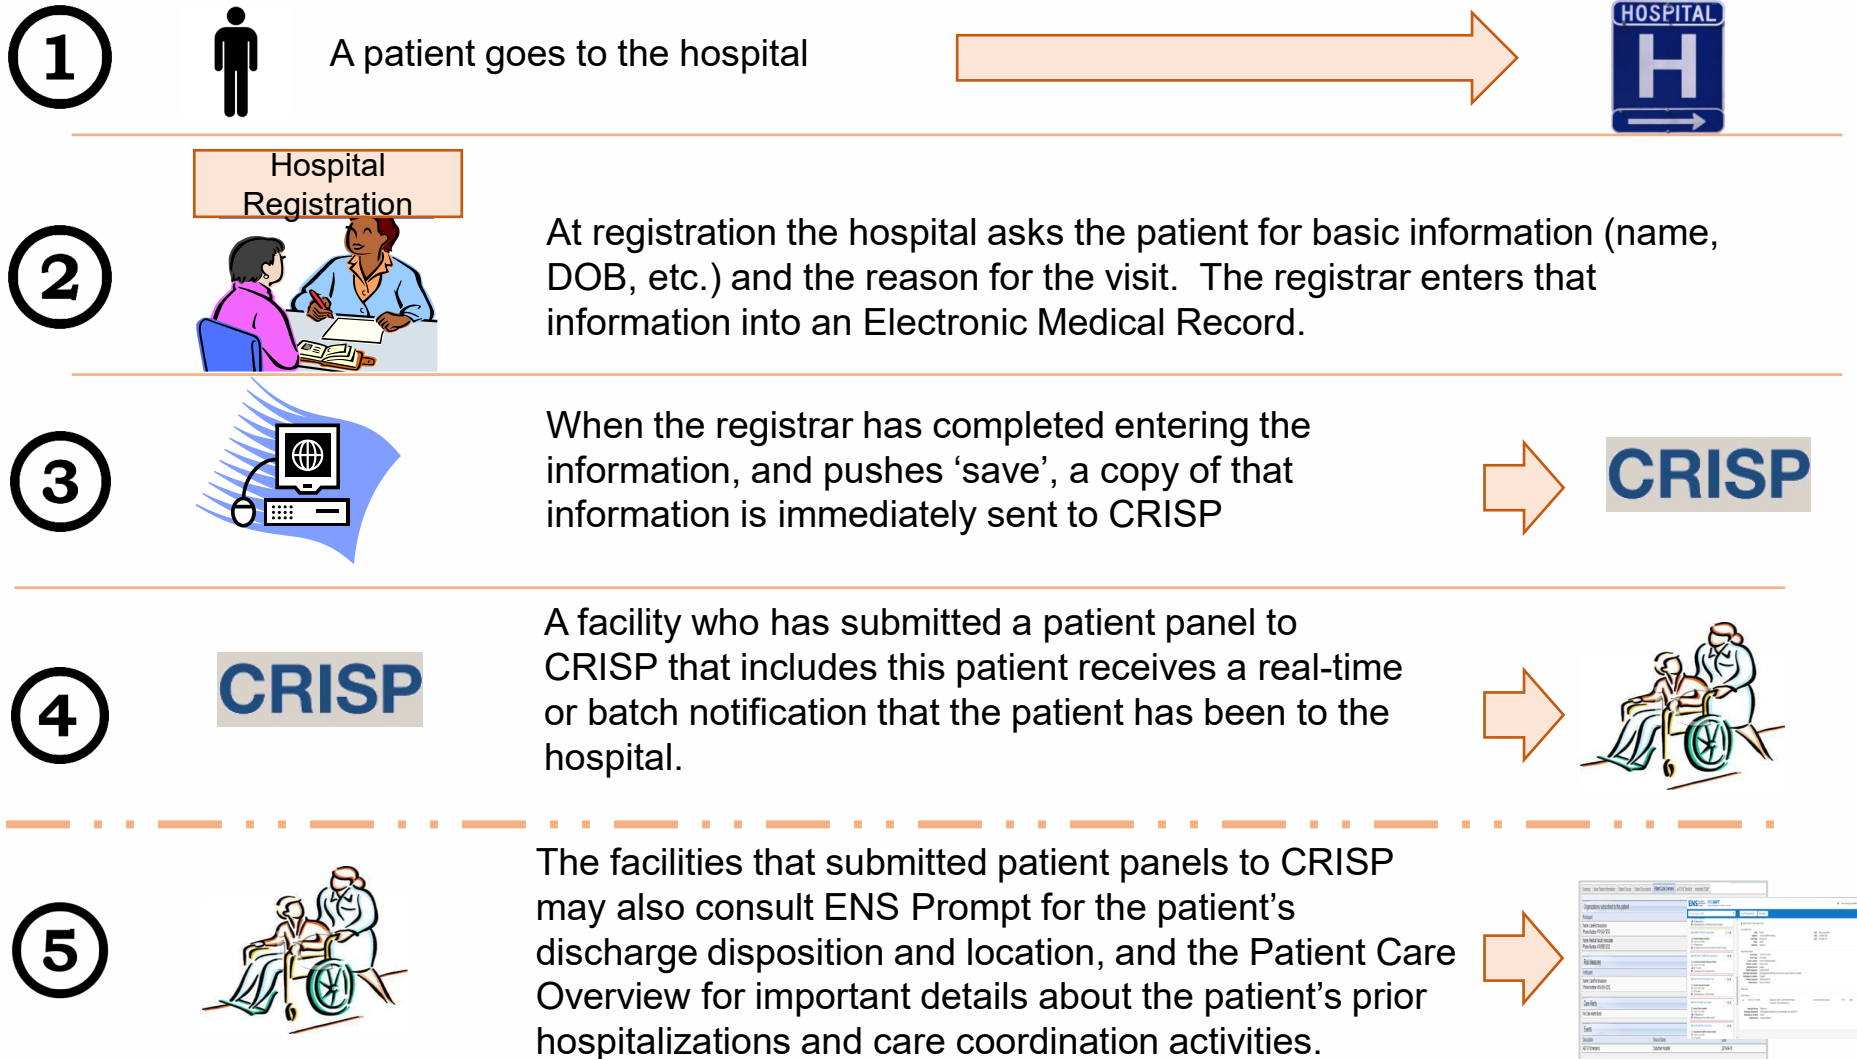 1
A patient goes to the hospital
HOSPITAL
H
Hospital
Registration
2
At registration the hospital asks the patient for basic information (name,
DOB, etc.) and the reason for the visit.  The registrar enters that
information into an Electronic Medical Record.
3
When the registrar has completed entering the
information, and pushes ‘save’, a copy of that
information is immediately sent to CRISP
CRISP
4
CRISP
A facility who has submitted a patient panel to
CRISP that includes this patient receives a real-time
or batch notification that the patient has been to the
hospital.
5
The facilities that submitted patient panels to CRISP
may also consult ENS Prompt for the patient’s
discharge disposition and location, and the Patient Care
Overview for important details about the patient’s prior
hospitalizations and care coordination activities.
ENS
Risk Measures
Care Alerts
Events